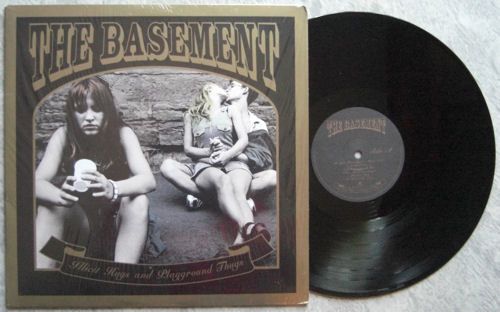 THE BASEMENT
Illicit Hugs and Playground Thugs
THE BASEMENT